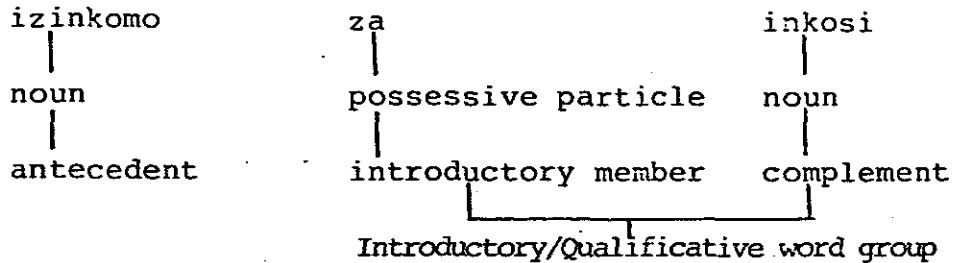 izinkomo za inkosi
noun possessive particle noun
antecedent introductory member complement
Introductory/Qualificative word group